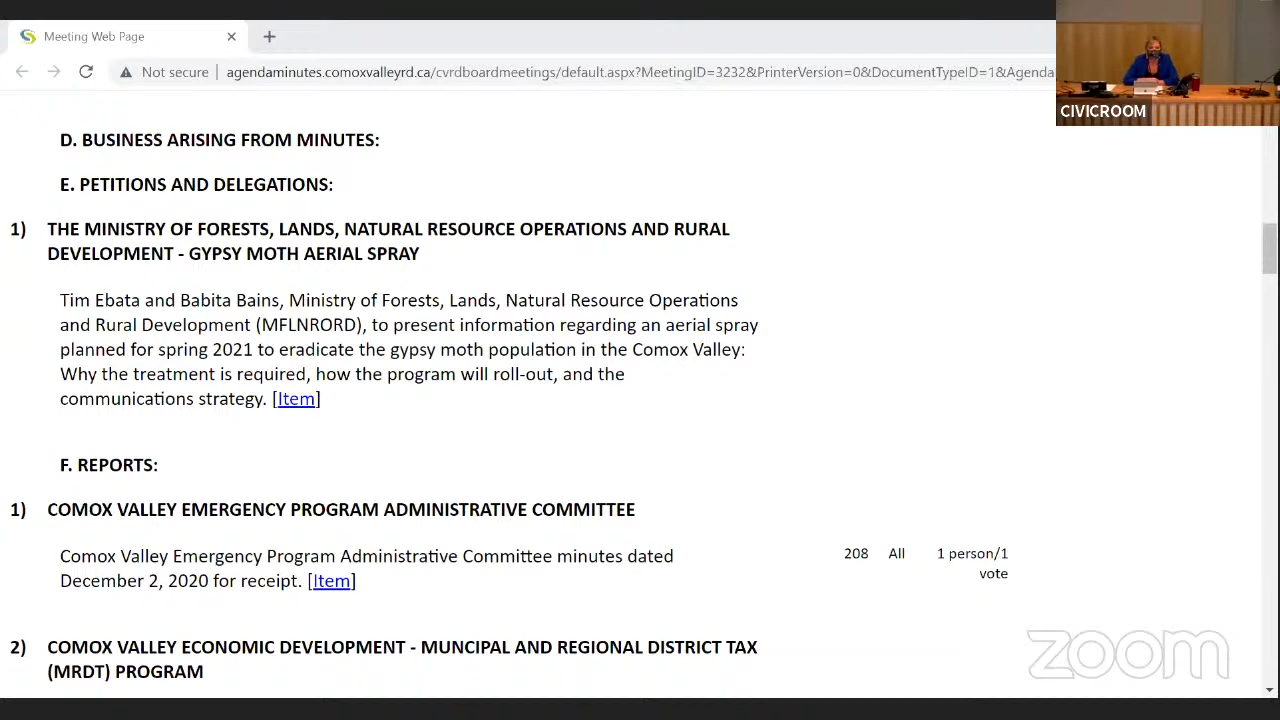 Meeting Web Page
Not secure
agendaminutes.comoxvalleyrd.ca/cvrdboardmeetings/default.aspx?MeetingID=3232&PrinterVersion=0&DocumentTypeID=1&Agenda
CIVICROOM
D. BUSINESS ARISING FROM MINUTES:
E. PETITIONS AND DELEGATIONS:
1) THE MINISTRY OF FORESTS, LANDS, NATURAL RESOURCE OPERATIONS AND RURAL
DEVELOPMENT - GYPSY MOTH AERIAL SPRAY
Tim Ebata and Babita Bains, Ministry of Forests, Lands, Natural Resource Operations
and Rural Development (MFLNRORD), to present information regarding an aerial spray
planned for spring 2021 to eradicate the gypsy moth population in the Comox Valley:
Why the treatment is required, how the program will roll-out, and the
communications strategy. [Item]
F. REPORTS:
1) COMOX VALLEY EMERGENCY PROGRAM ADMINISTRATIVE COMMITTEE
Comox Valley Emergency Program Administrative Committee minutes dated
December 2, 2020 for receipt. [Item]
208 All 1 person/1
vote
2) COMOX VALLEY ECONOMIC DEVELOPMENT - MUNCIPAL AND REGIONAL DISTRICT TAX
(MRDT) PROGRAM
zoom